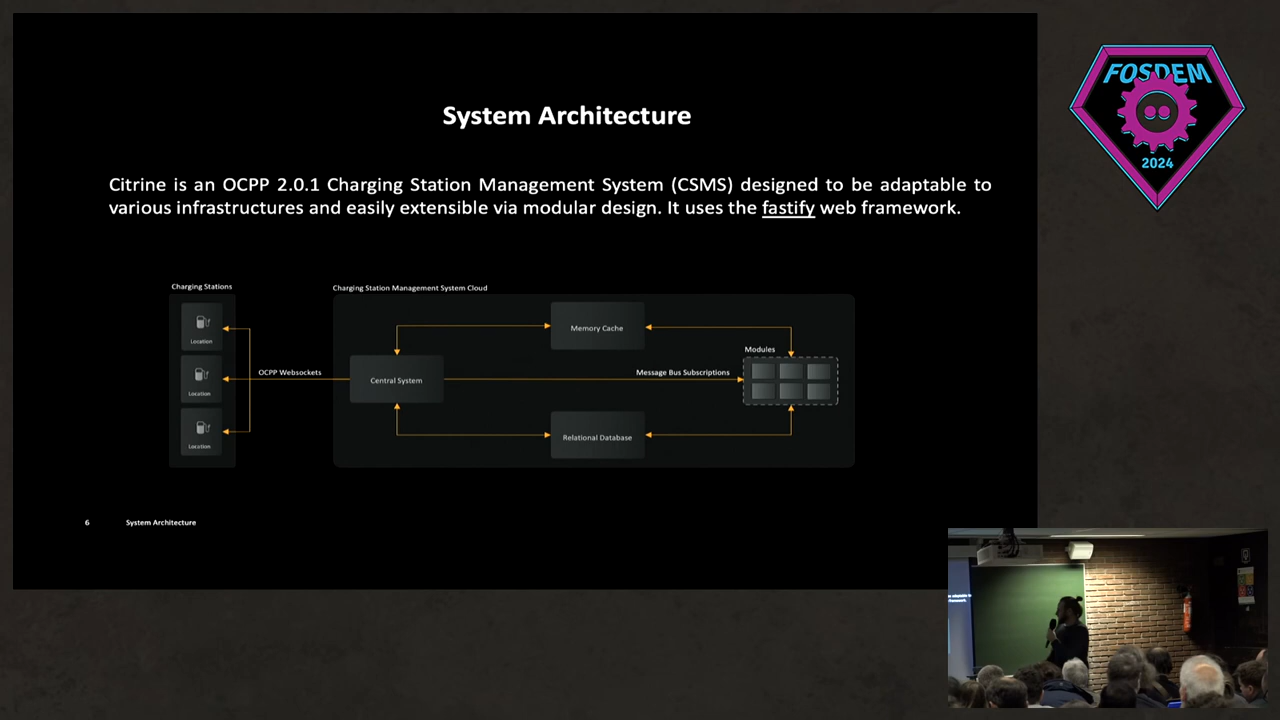 System Architecture
Citrine is an OCPP 2.0.1 Charging Station Management System (CSMS) designed to be adaptable to
various infrastructures and easily extensible via modular design. It uses the fastify web framework.
Charging Stations
Location
Location
Location
OCPP Websockets
Charging Station Management System Cloud
Central System
Memory Cache
Message Bus Subscriptions
Relational Database
Modules
6 System Architecture
FOSDEM
2024